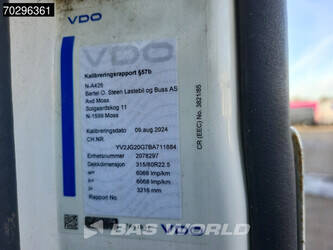 70296361
VDO
VDO
Kalibreringsrapport §57b
N-A426
Bertel O. Steen Lastebil og Buss AS
Avd Moss
Solgaardskog 11
N-1599 Moss
Kalibreringsdato 09.aug.2024
CH.NR. YV2JG20G7BA711884
Enhetsnummer 2078297
Dekkdimensjon 315/80R22.5
6068 Imp/km
6068 Imp/km
3216 mm
Rapport No.
CR (EEC) No. 3821/85
VDO
BAS World